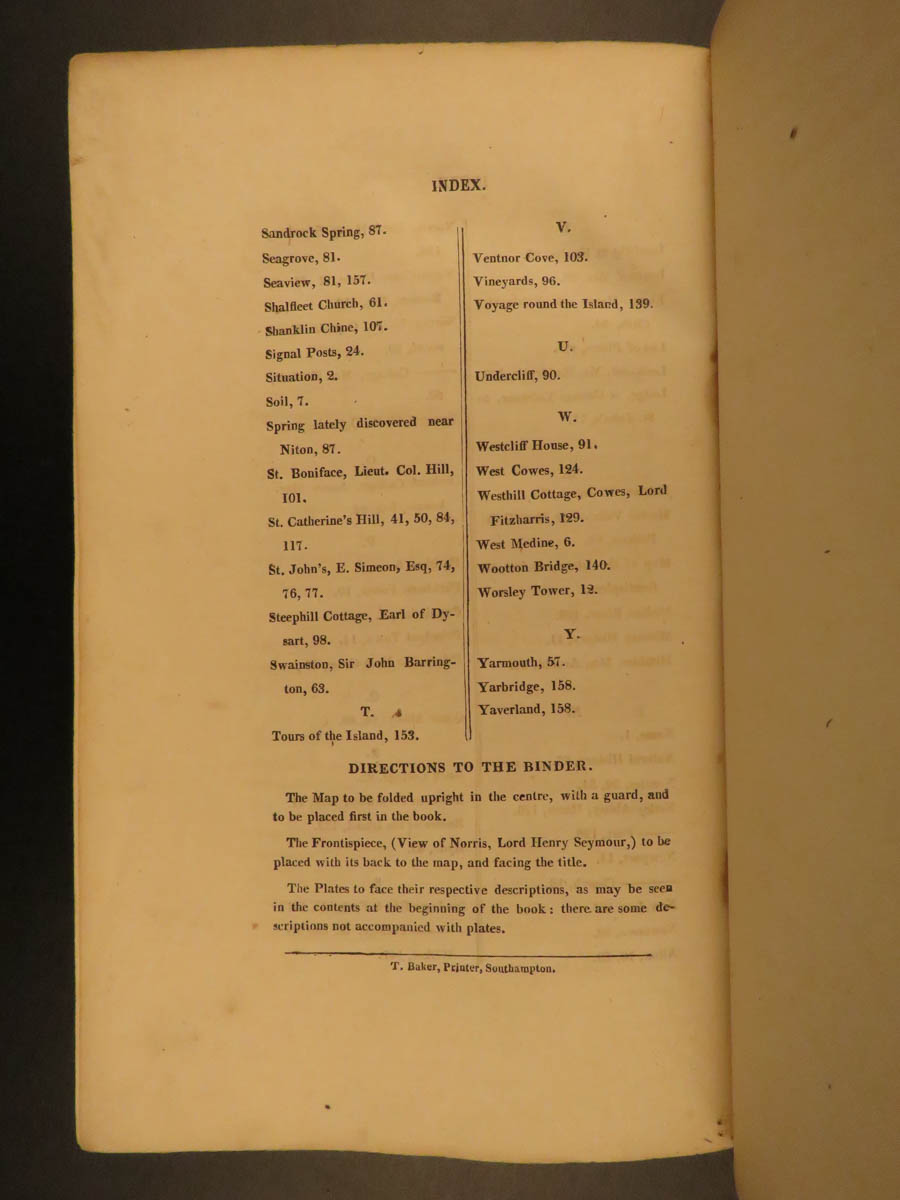 INDEX.
Sandrock Spring, 87.
Seagrove, 81.
Seaview, 81, 157.
Shalfleet Church, 61.
Shanklin Chine, 107.
Signal Posts, 24.
Situation, 2.
Soil, 7.
Spring lately discovered near
Niton, 87.
St. Boniface, Lieut. Col. Hill,
101.
St. Catherine's Hill, 41, 50, 84,
117.
St. John's, E. Simeon, Esq, 74,
76, 77.
Steephill Cottage, Earl of Dy-
sart, 98.
Swainston, Sir John Barring-
ton, 63.
T.
Tours of the Island, 153.
V.
Ventnor Cove, 103.
Vineyards, 96.
Voyage round the Island, 139.
U.
Undercliff, 90.
W.
Westcliff House, 91.
West Cowes, 124.
Westhill Cottage, Cowes, Lord
Fitzharris, 129.
West Medine, 6.
Wootton Bridge, 140.
Worsley Tower, 12.
Y.
Yarmouth, 57.
Yarbridge, 158.
Yaverland, 158.
DIRECTIONS TO THE BINDER.
The Map to be folded upright in the centre, with a guard, and
to be placed first in the book.
The Frontispiece, (View of Norris, Lord Henry Seymour,) to be
placed with its back to the map, and facing the title.
The Plates to face their respective descriptions, as may be seen
in the contents at the beginning of the book: there are some de-
scriptions not accompanied with plates.
T. Baker, Printer, Southampton.